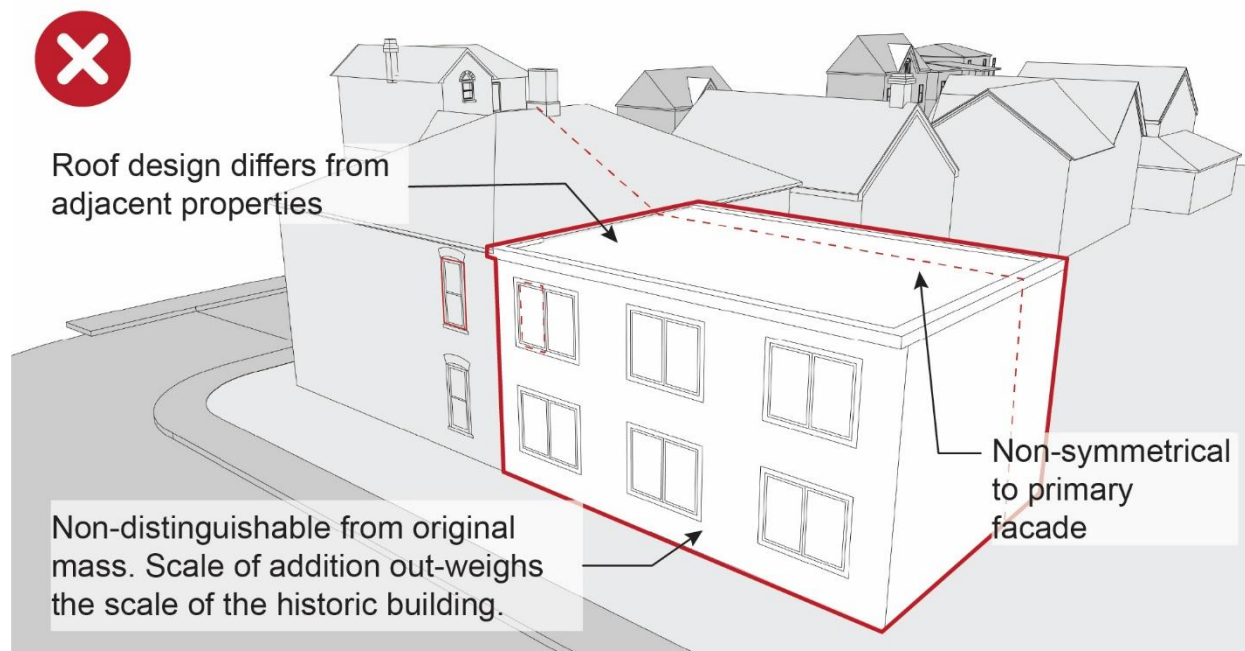 Roof design differs from
adjacent properties
Non-symmetrical
to primary
facade
Non-distinguishable from original
mass. Scale of addition out-weighs
the scale of the historic building.